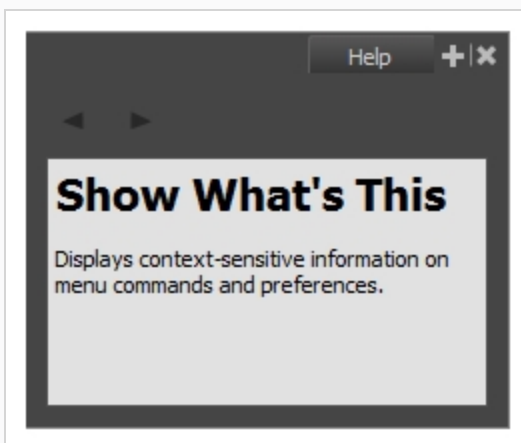 Help
Show What's This
Displays context-sensitive information on
menu commands and preferences.